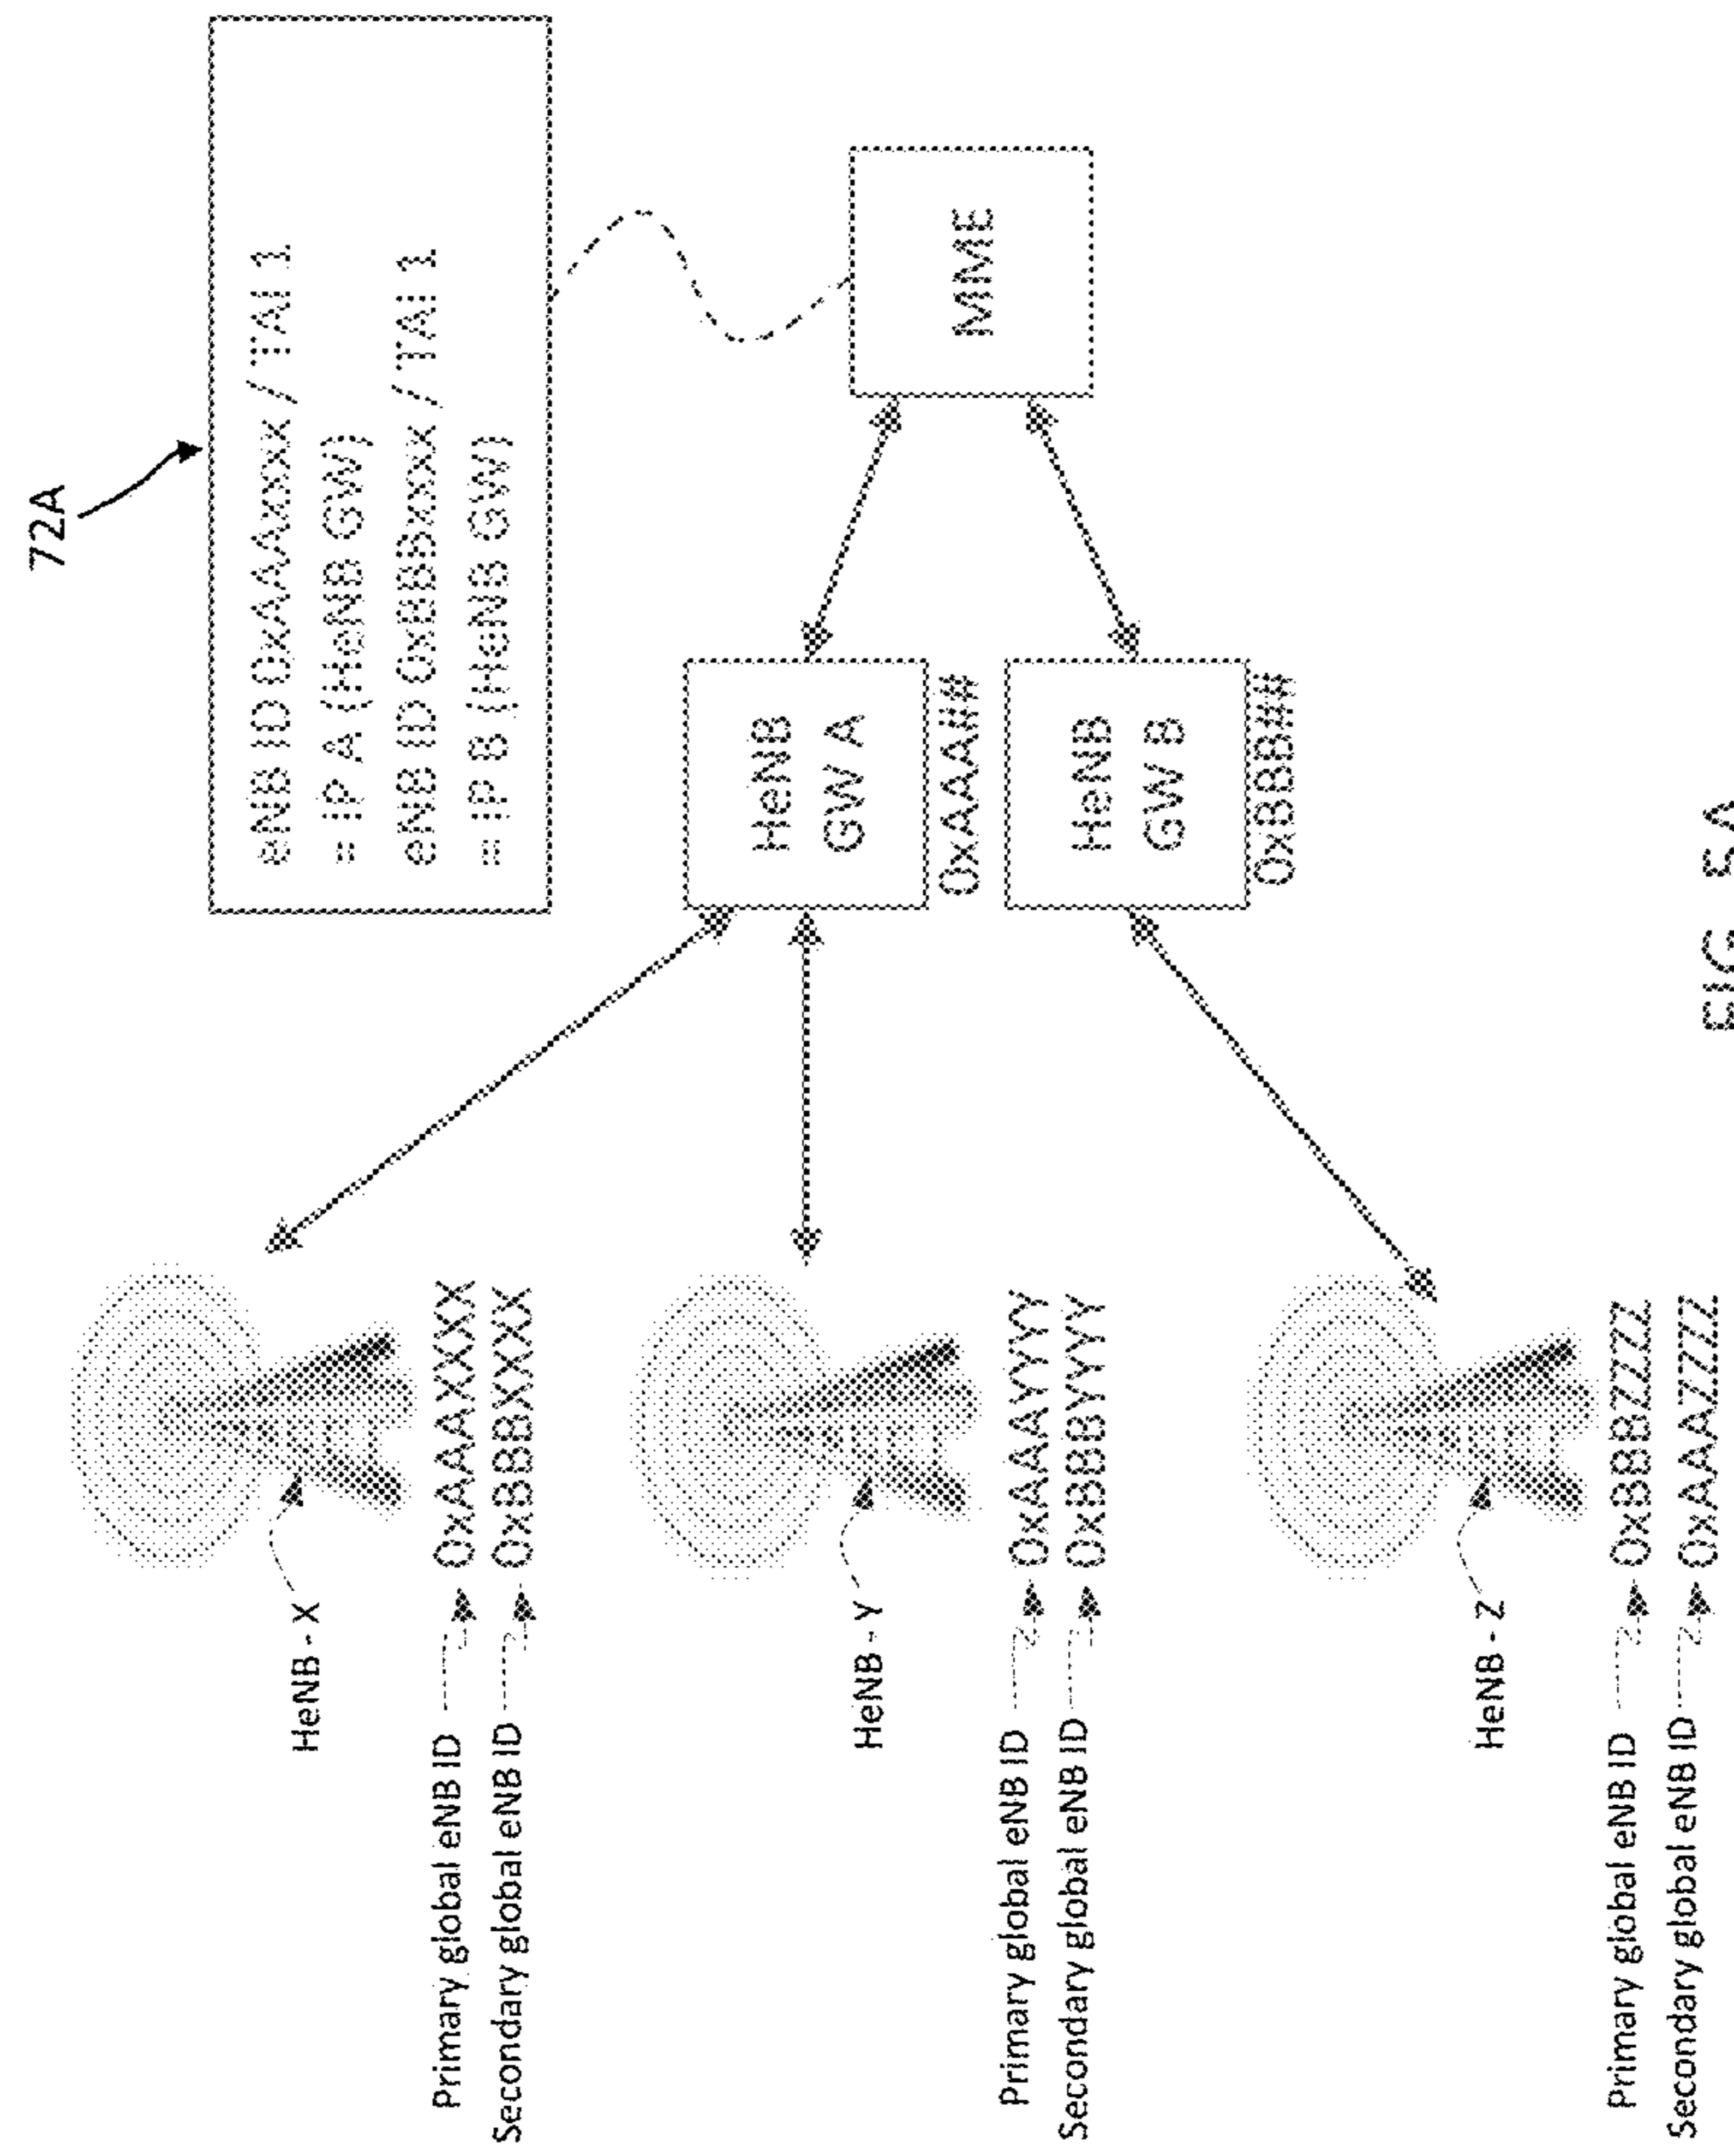 72A
eNB ID 0xAAAxxxx / TAI 1
= IP A (HeNB GW)
eNB ID 0xBBBxxxx / TAI 1
= IP B (HeNB GW)
MME
HeNB
GW A
0xAAA##
HeNB
GW B
0xBBB##
HeNB - X
Primary global eNB ID
0xAAAXXXX
Secondary global eNB ID
0xBBBXXXX
HeNB - Y
Primary global eNB ID
0xAAAYYYY
Secondary global eNB ID
0xBBBYYYY
HeNB - Z
Primary global eNB ID
0xBBBZZZZ
Secondary global eNB ID
0xAAAZZZZ
FIG. 5A